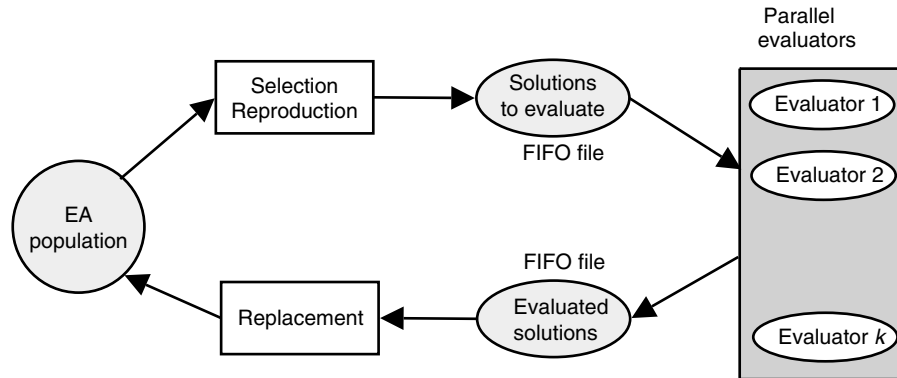 Parallel
evaluators
Selection
Reproduction
Solutions
to evaluate
FIFO file
Evaluator 1
Evaluator 2
EA
population
FIFO file
Replacement
Evaluated
solutions
Evaluator k